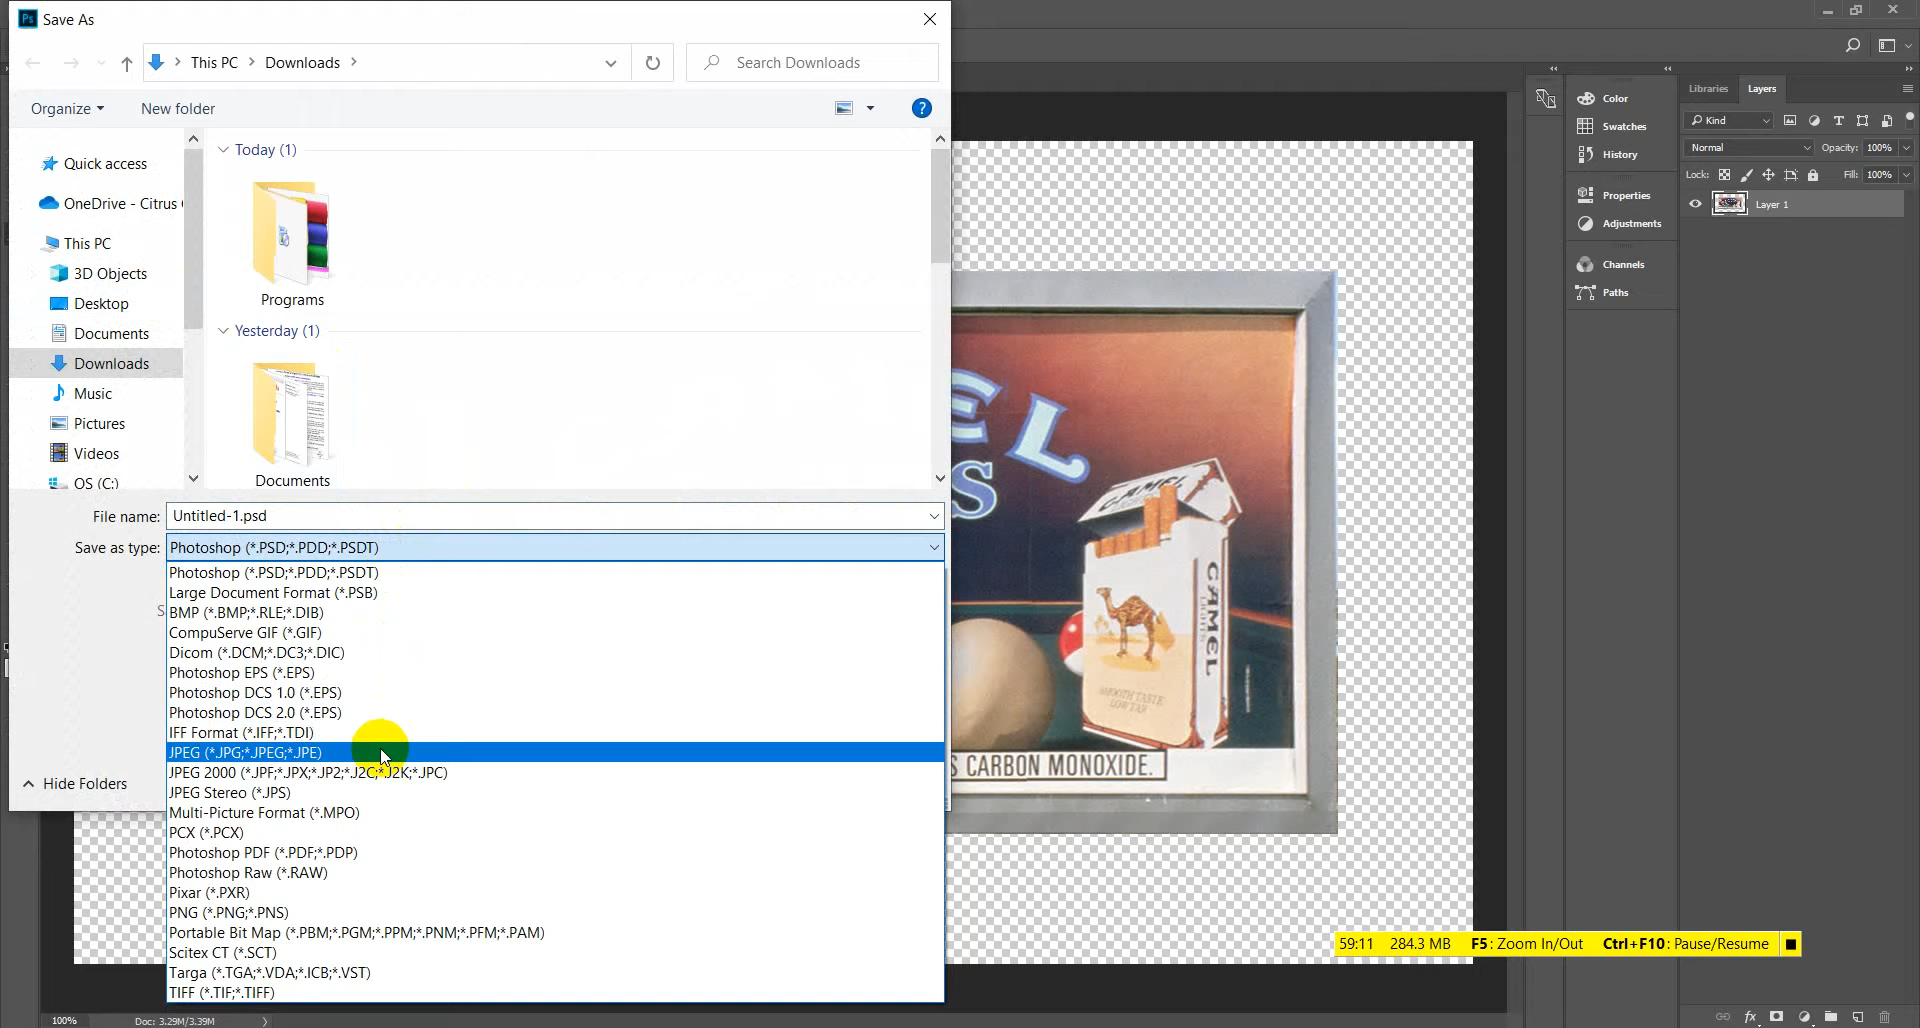 Ps Save As
This PC Downloads
Search Downloads
Organize New folder
?
Quick access
OneDrive - Citrus
This PC
3D Objects
Desktop
Documents
Downloads
Music
Pictures
Videos
OS (C:)
Today (1)
Programs
Yesterday (1)
Documents
File name: Untitled-1.psd
Save as type: Photoshop (*.PSD;*.PDD;*.PSDT)
Photoshop (*.PSD;*.PDD;*.PSDT)
Large Document Format (*.PSB)
S
BMP (*.BMP;*.RLE;*.DIB)
CompuServe GIF (*.GIF)
Dicom (*.DCM;*.DC3;*.DIC)
Photoshop EPS (*.EPS)
Photoshop DCS 1.0 (*.EPS)
Photoshop DCS 2.0 (*.EPS)
IFF Format (*.IFF;*.TDI)
JPEG (*.JPG;*.JPEG;*.JPE)
JPEG 2000 (*.JPF;*.JPX;*.JP2;*.J2C;*.J2K;*.JPC)
JPEG Stereo (*.JPS)
Multi-Picture Format (*.MPO)
PCX (*.PCX)
Photoshop PDF (*.PDF;*.PDP)
Photoshop Raw (*.RAW)
Pixar (*.PXR)
PNG (*.PNG;*.PNS)
Portable Bit Map (*.PBM;*.PGM;*.PPM;*.PNM;*.PFM;*.PAM)
Scitex CT (*.SCT)
Targa (*.TGA;*.VDA;*.ICB;*.VST)
TIFF (*.TIF;*.TIFF)
Hide Folders
100% Doc: 3.29M/3.39M
EL
S
CAMEL
CAMEL
LIGHTS
SMOOTH TASTE
LOW TAR
S CARBON MONOXIDE.
59:11 284.3 MB F5: Zoom In/Out Ctrl+F10: Pause/Resume
Color
Swatches
History
Properties
Adjustments
Channels
Paths
Libraries Layers
Kind
Normal Opacity: 100%
Lock: Fill: 100%
Layer 1
fx